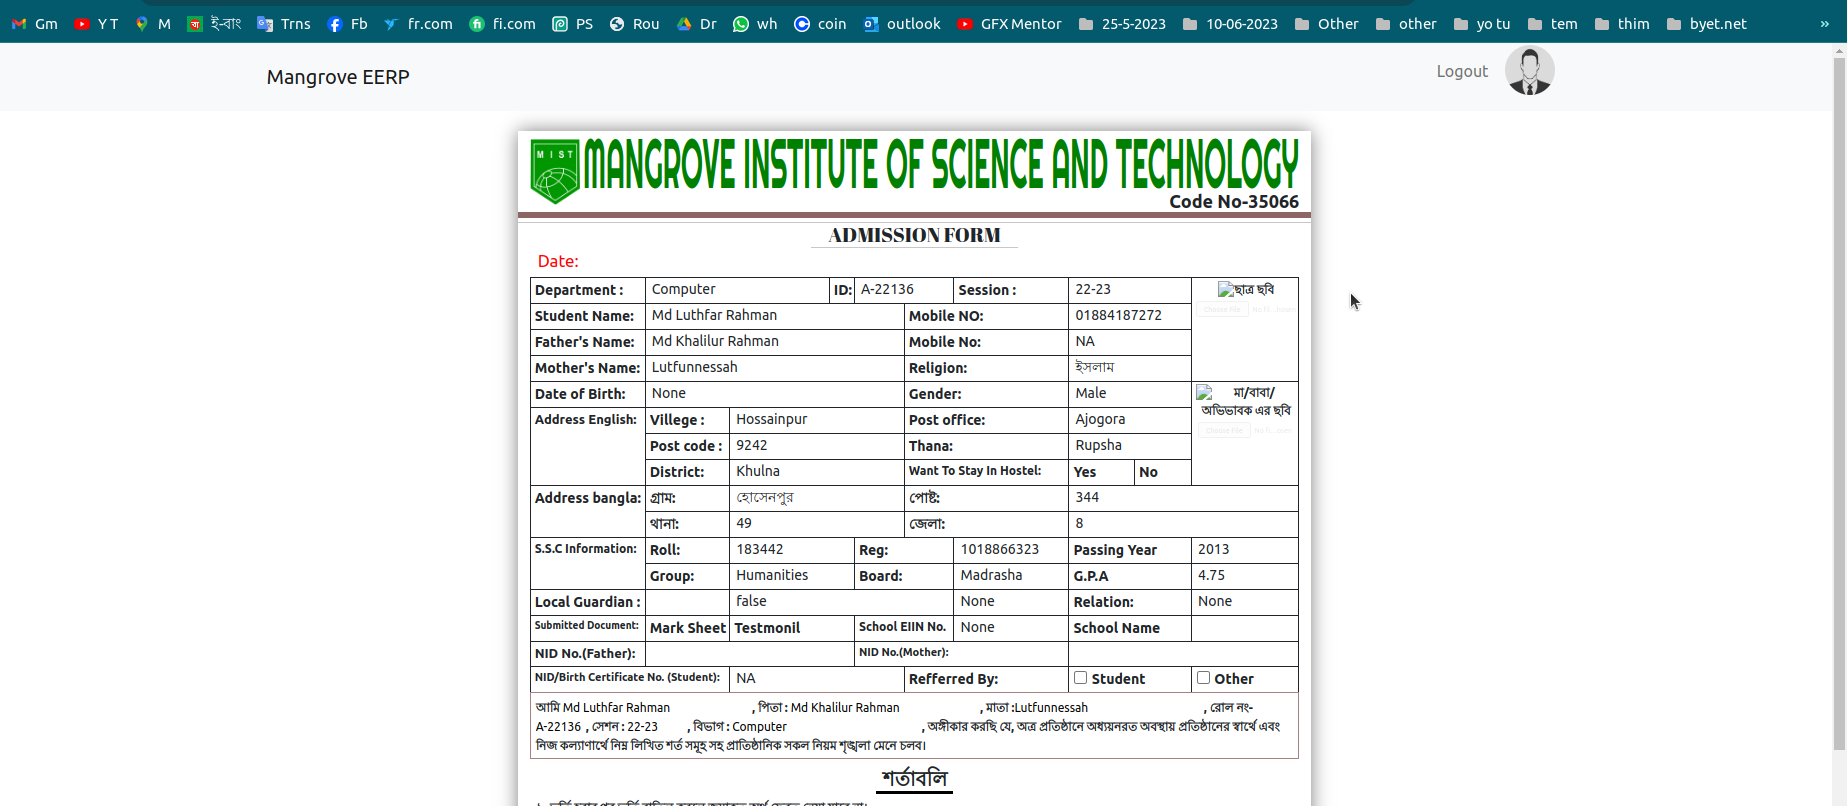 Gm Y T M ই-বাং Trns Fb fr.com fi.com PS Rou Dr wh coin outlook GFX Mentor 25-5-2023 10-06-2023 Other other yo tu tem thim byet.net »
Mangrove EERP Logout
MIST MANGROVE INSTITUTE OF SCIENCE AND TECHNOLOGY
Code No-35066
ADMISSION FORM
Date:
Department : Computer ID: A-22136 Session : 22-23 ছাত্র ছবি
Student Name: Md Luthfar Rahman Mobile NO: 01884187272 Choose File
Father's Name: Md Khalilur Rahman Mobile No: NA
Mother's Name: Lutfunnessah Religion: ইসলাম
Date of Birth: None Gender: Male মা/বাবা/
অভিভাবক এর ছবি
Address English: Villege : Hossainpur Post office: Ajogora
Choose File
Post code : 9242 Thana: Rupsha
District: Khulna Want To Stay In Hostel: Yes No
Address bangla: গ্রাম: হোসেনপুর পোষ্ট: 344
থানা: 49 জেলা: 8
S.S.C Information: Roll: 183442 Reg: 1018866323 Passing Year 2013
Group: Humanities Board: Madrasha G.P.A 4.75
Local Guardian : false None Relation: None
Submitted Document: Mark Sheet Testmonil School EIIN No. None School Name
NID No.(Father): NID No.(Mother):
NID/Birth Certificate No. (Student): NA Refferred By: Student Other
আমি Md Luthfar Rahman , পিতা : Md Khalilur Rahman , মাতা :Lutfunnessah , রোল নং-
A-22136 , সেশন : 22-23 , বিভাগ : Computer , অঙ্গীকার করছি যে, অত্র প্রতিষ্ঠানে অধ্যয়নরত অবস্থায় প্রতিষ্ঠানের স্বার্থে এবং
নিজ কল্যাণার্থে নিম্ন লিখিত শর্ত সমূহ সহ প্রাতিষ্ঠানিক সকল নিয়ম শৃঙ্খলা মেনে চলব।
শর্তাবলি